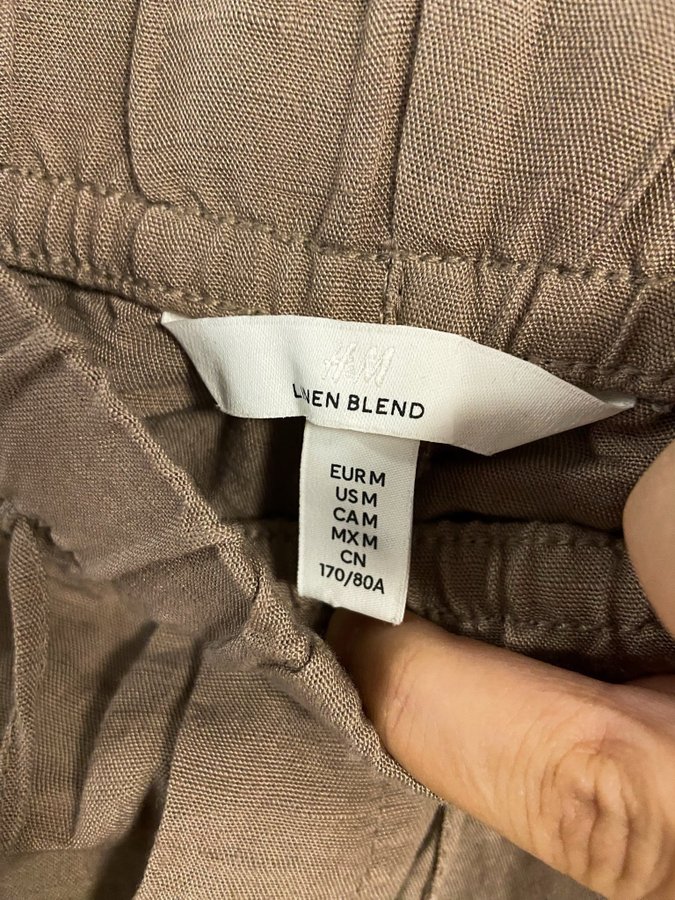 H&M
LINEN BLEND
EUR M
US M
CA M
MX M
CN
170/80A